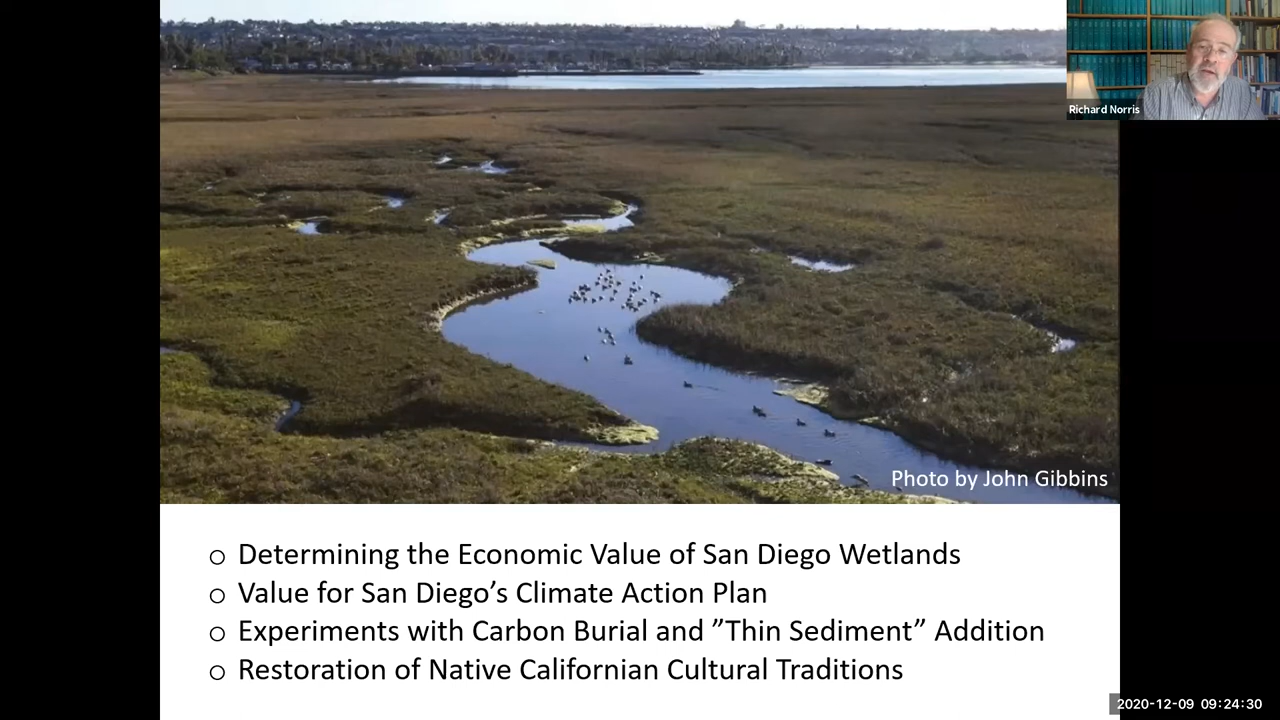 Richard Norris
Photo by John Gibbins
○ Determining the Economic Value of San Diego Wetlands
○ Value for San Diego’s Climate Action Plan
○ Experiments with Carbon Burial and ”Thin Sediment” Addition
○ Restoration of Native Californian Cultural Traditions
2020-12-09 09:24:30